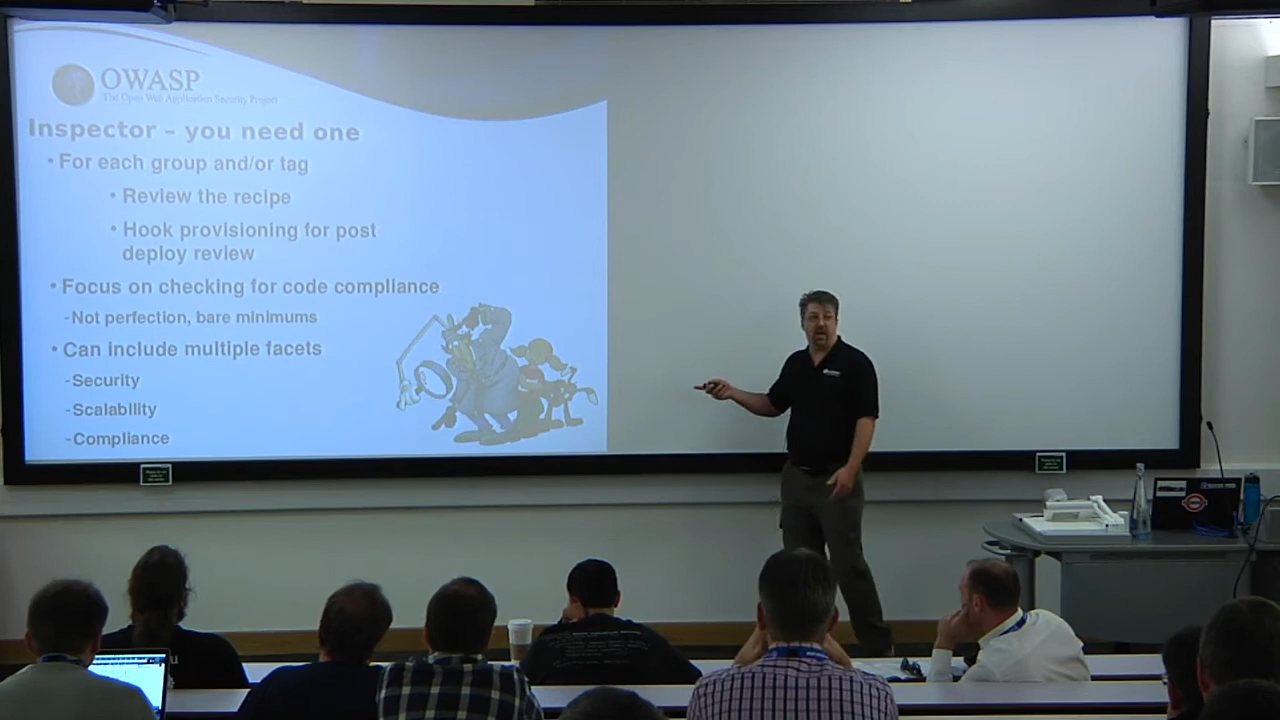 OWASP
The Open Web Application Security Project
Inspector – you need one
• For each group and/or tag
• Review the recipe
• Hook provisioning for post
deploy review
• Focus on checking for code compliance
-Not perfection, bare minimums
• Can include multiple facets
-Security
-Scalability
-Compliance